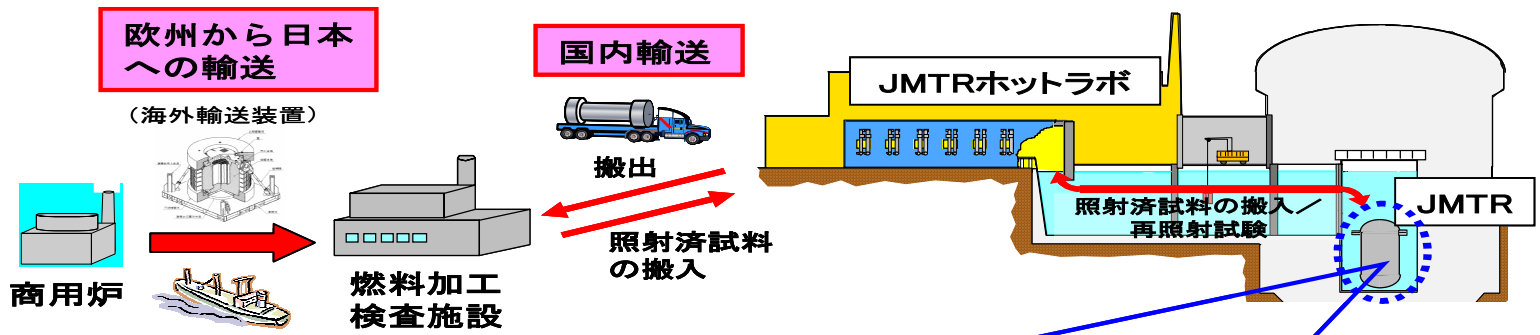 欧州から日本
への輸送
(海外輸送装置)
商用炉
燃料加工
検査施設
国内輸送
搬出
照射済試料
の搬入
JMTRホットラボ
照射済試料の搬入/
再照射試験
JMTR